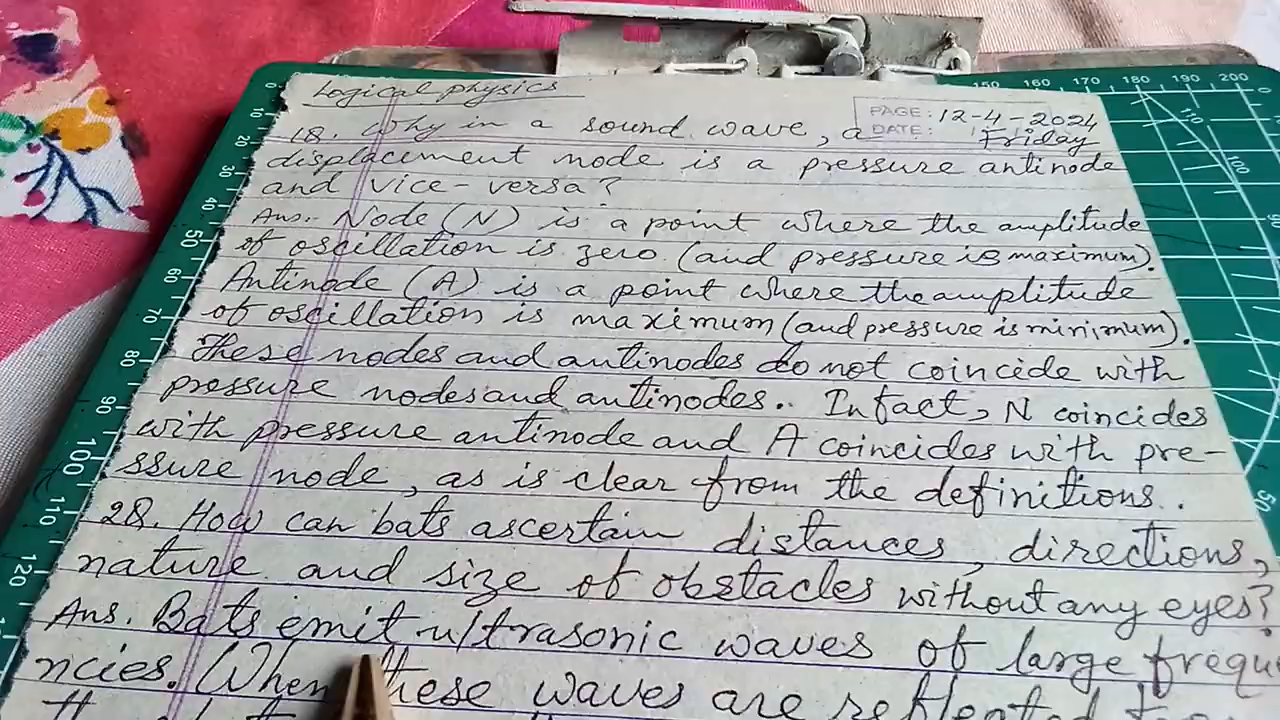 Logical physics
PAGE: 12-4-2024
DATE: Friday
18. Why in a sound wave, a
displacement node is a pressure antinode
and vice-versa?
Ans. Node (N) is a point where the amplitude
of oscillation is zero (and pressure is maximum).
Antinode (A) is a point where the amplitude
of oscillation is maximum (and pressure is minimum).
These nodes and antinodes do not coincide with
pressure nodes and antinodes. In fact, N coincides
with pressure antinode and A coincides with pre-
ssure node, as is clear from the definitions.
28. How can bats ascertain distances, directions,
nature and size of obstacles without any eyes?
Ans. Bats emit ultrasonic waves of large freque
ncies. When these waves are reflected